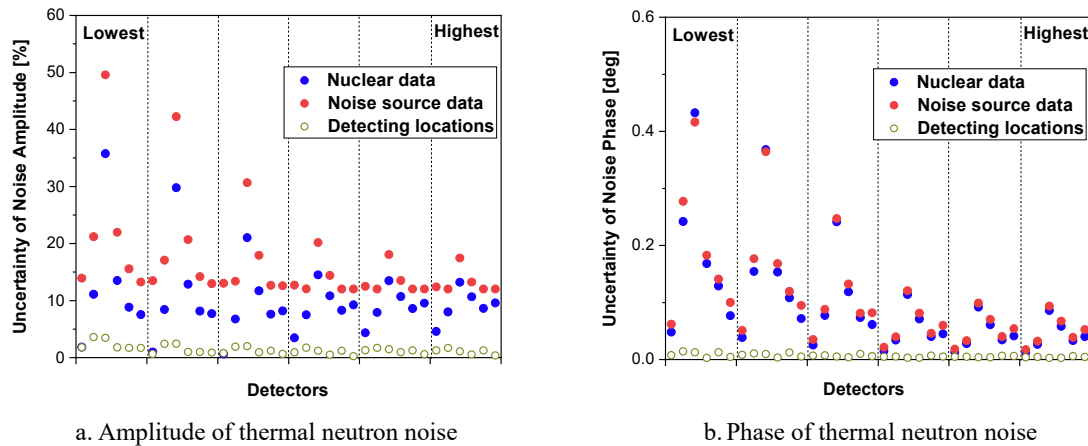 60
50
40
30
20
10
0
Uncertainty of Noise Amplitude [%]
Lowest
Highest
Nuclear data
Noise source data
Detecting locations
Detectors
a. Amplitude of thermal neutron noise
0.6
0.4
0.2
0.0
Uncertainty of Noise Phase [deg]
Lowest
Highest
Nuclear data
Noise source data
Detecting locations
Detectors
b. Phase of thermal neutron noise